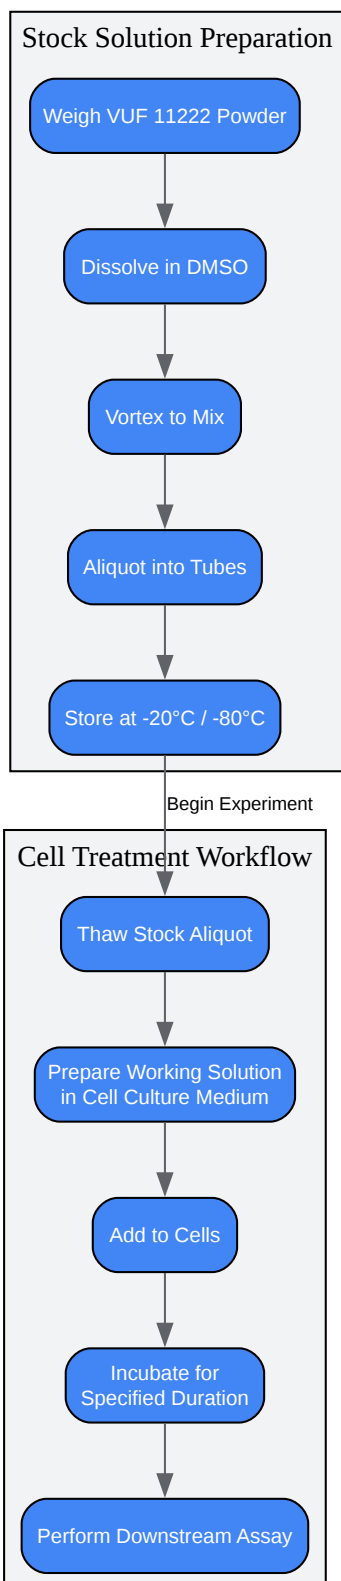 Stock Solution Preparation
Weigh VUF 11222 Powder
Dissolve in DMSO
Vortex to Mix
Aliquot into Tubes
Store at -20°C / -80°C
Begin Experiment
Cell Treatment Workflow
Thaw Stock Aliquot
Prepare Working Solution
in Cell Culture Medium
Add to Cells
Incubate for
Specified Duration
Perform Downstream Assay